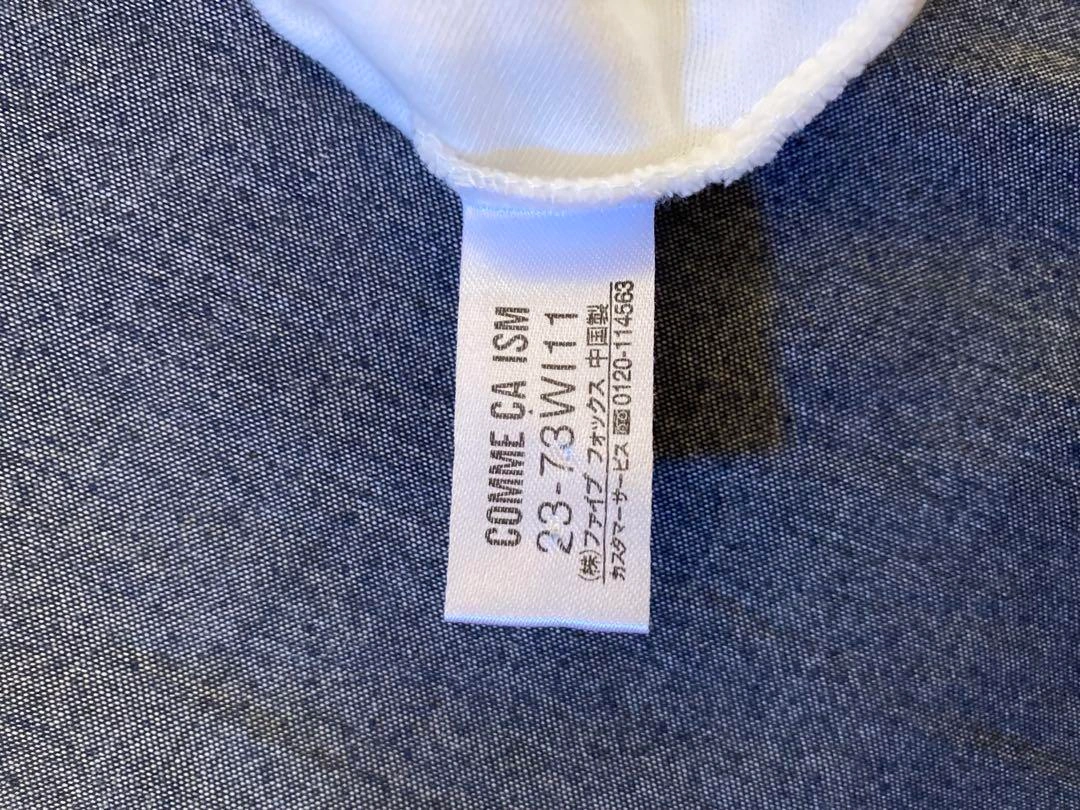 COMME ÇA ISM
23-73WI11
(株)ファイブ フォックス 中国製
カスタマーサービス 0120-114563